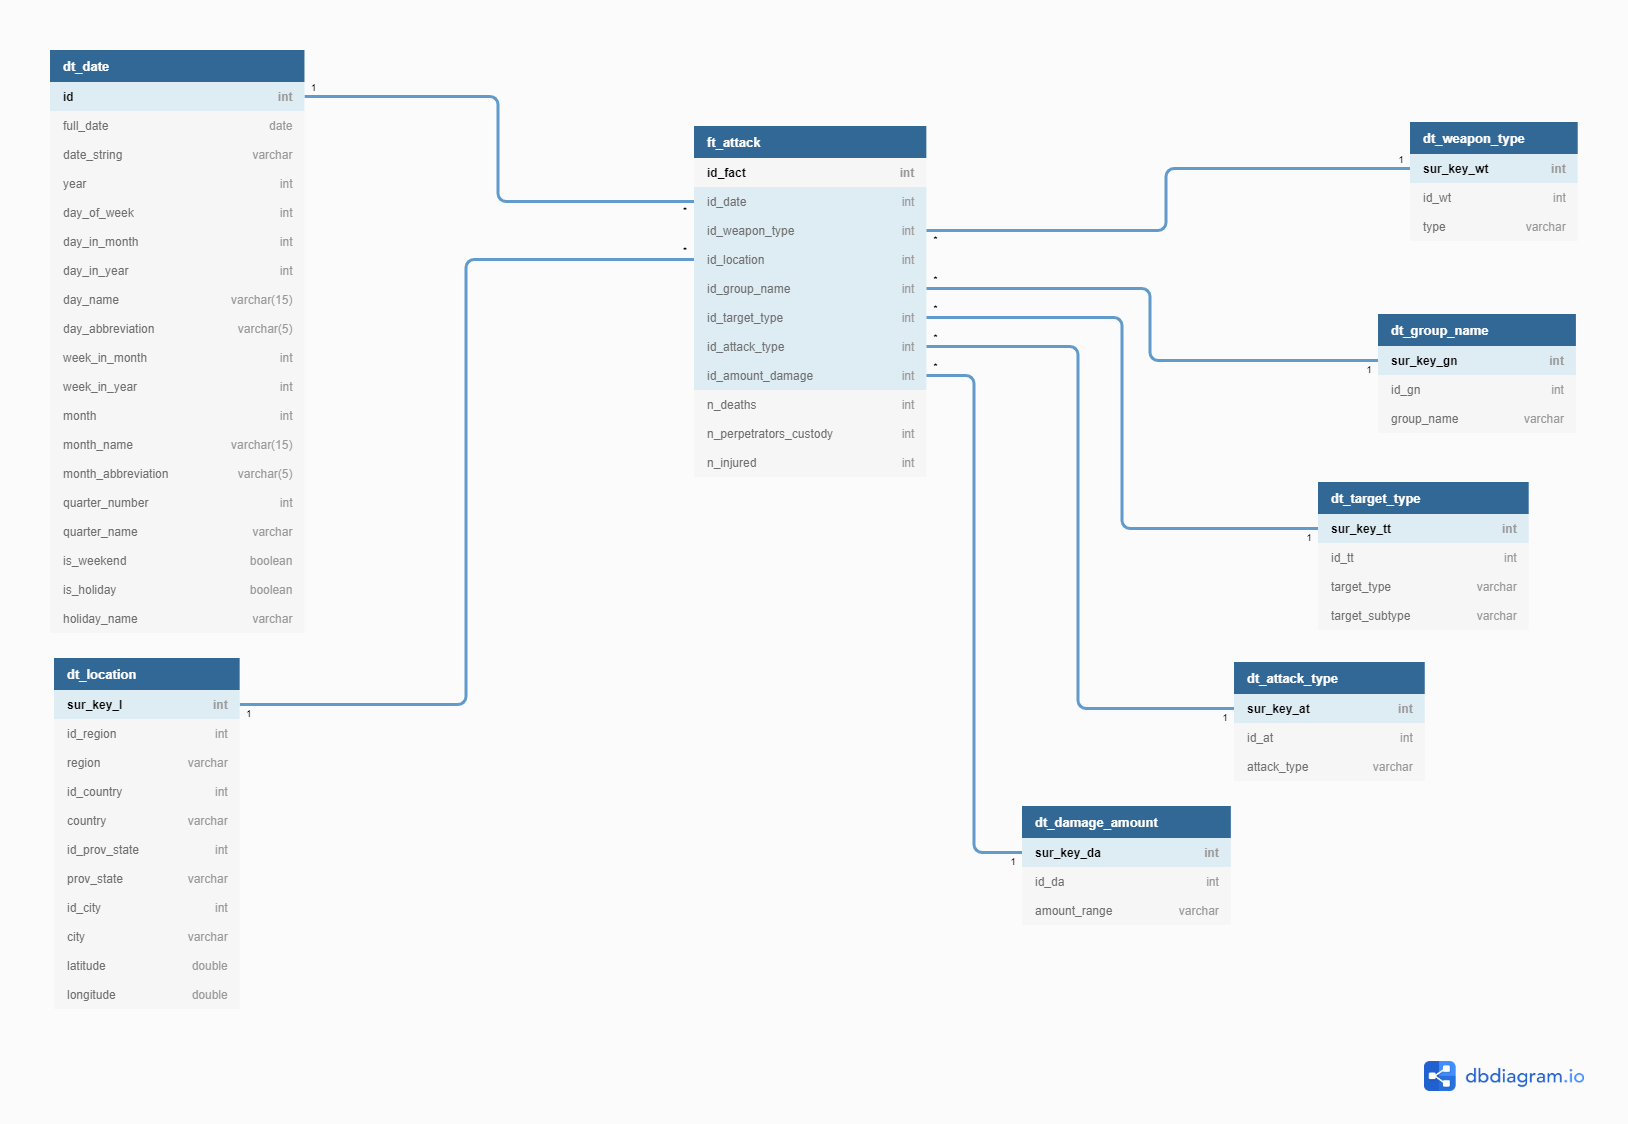 dt_date
id int
full_date date
date_string varchar
year int
day_of_week int
day_in_month int
day_in_year int
day_name varchar(15)
day_abbreviation varchar(5)
week_in_month int
week_in_year int
month int
month_name varchar(15)
month_abbreviation varchar(5)
quarter_number int
quarter_name varchar
is_weekend boolean
is_holiday boolean
holiday_name varchar
1
*
dt_location
sur_key_l int
id_region int
region varchar
id_country int
country varchar
id_prov_state int
prov_state varchar
id_city int
city varchar
latitude double
longitude double
1
*
ft_attack
id_fact int
id_date int
id_weapon_type int
id_location int
id_group_name int
id_target_type int
id_attack_type int
id_amount_damage int
n_deaths int
n_perpetrators_custody int
n_injured int
*
*
*
*
*
1
dt_weapon_type
sur_key_wt int
id_wt int
type varchar
1
dt_group_name
sur_key_gn int
id_gn int
group_name varchar
1
dt_target_type
sur_key_tt int
id_tt int
target_type varchar
target_subtype varchar
1
dt_attack_type
sur_key_at int
id_at int
attack_type varchar
1
dt_damage_amount
sur_key_da int
id_da int
amount_range varchar
dbdiagram.io